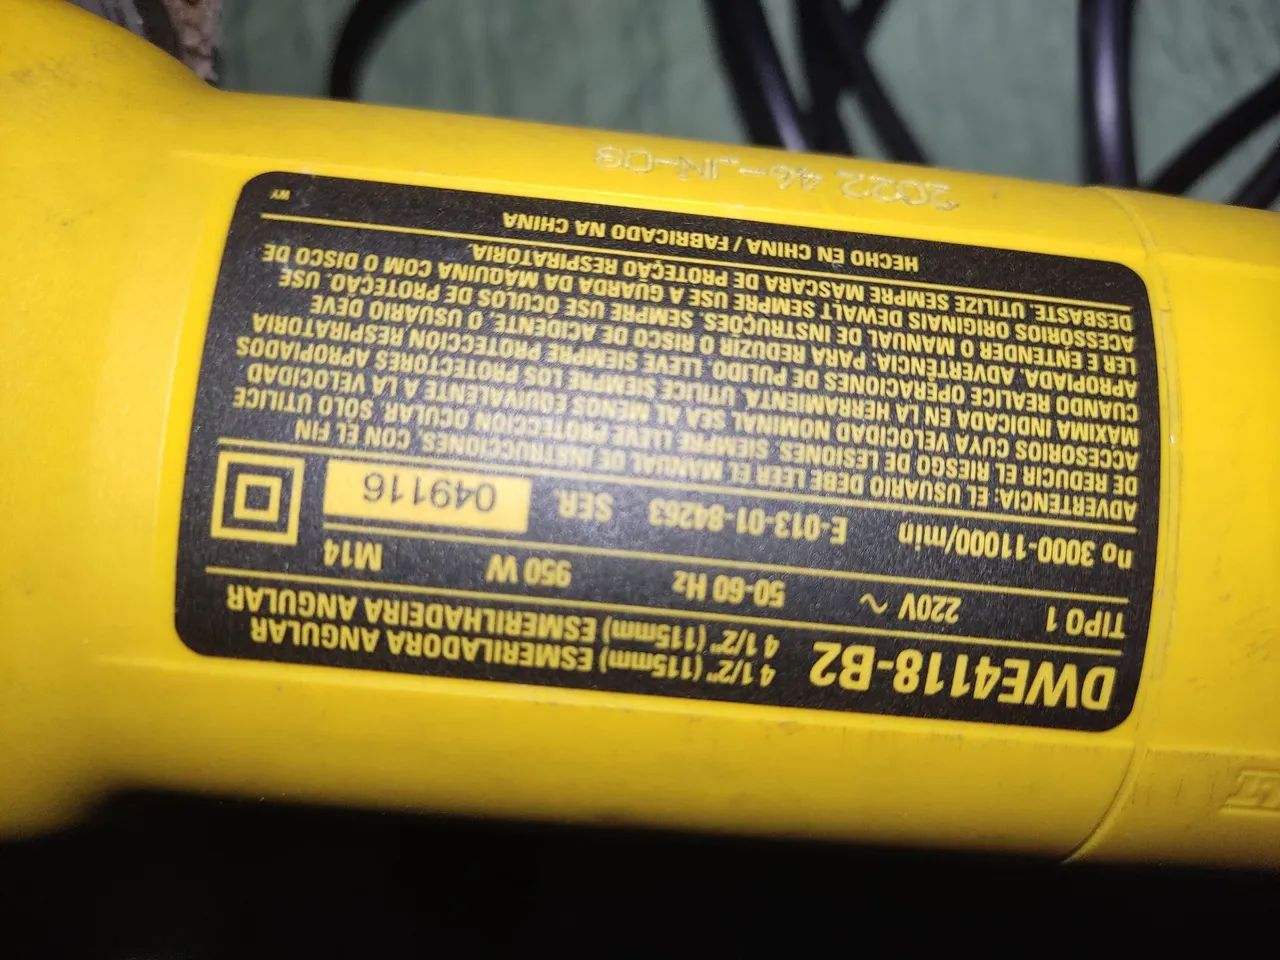 DWE4118-B2
4 1/2" (115mm) ESMERILADORA ANGULAR
4 1/2" (115mm) ESMERILHADEIRA ANGULAR
TIPO 1 220V ~ 50-60 Hz 950 W M14
no 3000-11000/min E-013-01-84263 SER 049116
ADVERTENCIA: EL USUARIO DEBE LEER EL MANUAL DE INSTRUCCIONES, CON EL FIN
DE REDUCIR EL RIESGO DE LESIONES. SIEMPRE LLEVE PROTECCIÓN OCULAR. SOLO UTILICE
ACCESORIOS CUYA VELOCIDAD NOMINAL SEA AL MENOS EQUIVALENTE A LA VELOCIDAD
MÁXIMA INDICADA EN LA HERRAMIENTA. UTILICE SIEMPRE LOS PROTECTORES APROPIADOS
CUANDO REALICE OPERACIONES DE PULIDO. LLEVE SIEMPRE PROTECCIÓN RESPIRATORIA
APROPIADA. ADVERTÊNCIA. PARA REDUZIR O RISCO DE ACIDENTE, O USUARIO DEVE
LER E ENTENDER O MANUAL DE INSTRUÇÕES. SEMPRE USE ÓCULOS DE PROTEÇÃO. USE
ACESSÓRIOS ORIGINAIS DEWALT SEMPRE USE A GUARDA DA MÁQUINA COM O DISCO DE
DESBASTE. UTILIZE SEMPRE MÁSCARA DE PROTEÇÃO RESPIRATÓRIA.
HECHO EN CHINA / FABRICADO NA CHINA
WY
2022 46-JN-03